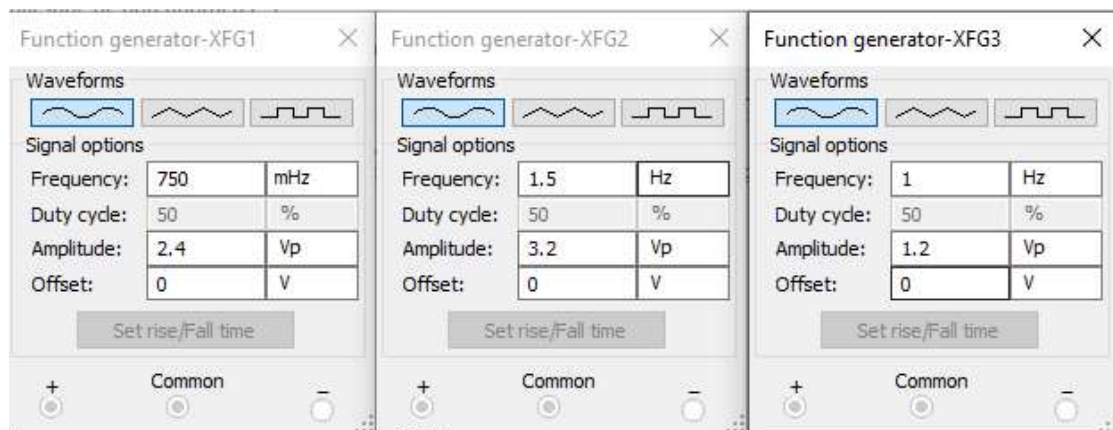 Function generator-XFG1
Waveforms
Signal options
Frequency: 750 mHz
Duty cycle: 50 %
Amplitude: 2.4 Vp
Offset: 0 V
Set rise/Fall time
+ Common −
Function generator-XFG2
Waveforms
Signal options
Frequency: 1.5 Hz
Duty cycle: 50 %
Amplitude: 3.2 Vp
Offset: 0 V
Set rise/Fall time
+ Common −
Function generator-XFG3
Waveforms
Signal options
Frequency: 1 Hz
Duty cycle: 50 %
Amplitude: 1.2 Vp
Offset: 0 V
Set rise/Fall time
+ Common −